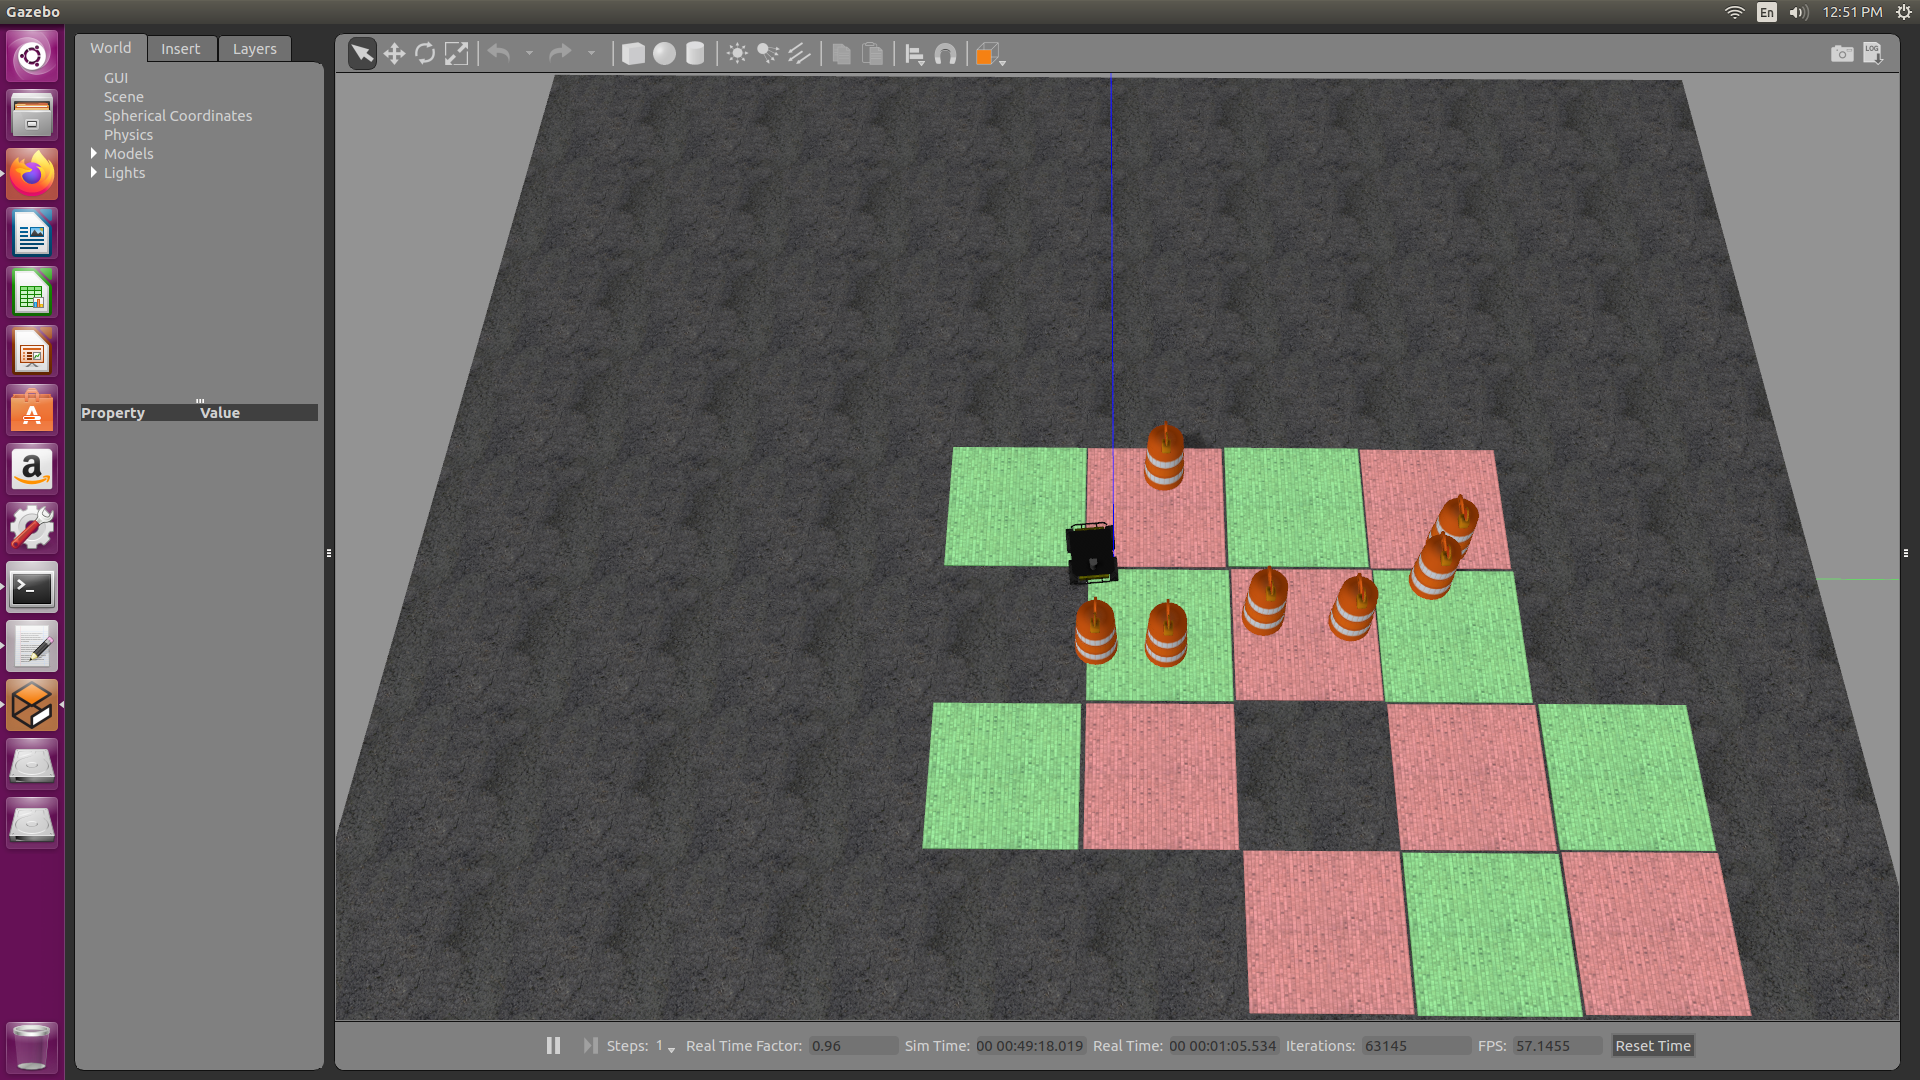 Gazebo
En
12:51 PM
World
Insert
Layers
GUI
Scene
Spherical Coordinates
Physics
Models
Lights
Property Value
LOG
Steps: 1 Real Time Factor: 0.96 Sim Time: 00 00:49:18.019 Real Time: 00 00:01:05.534 Iterations: 63145 FPS: 57.1455 Reset Time